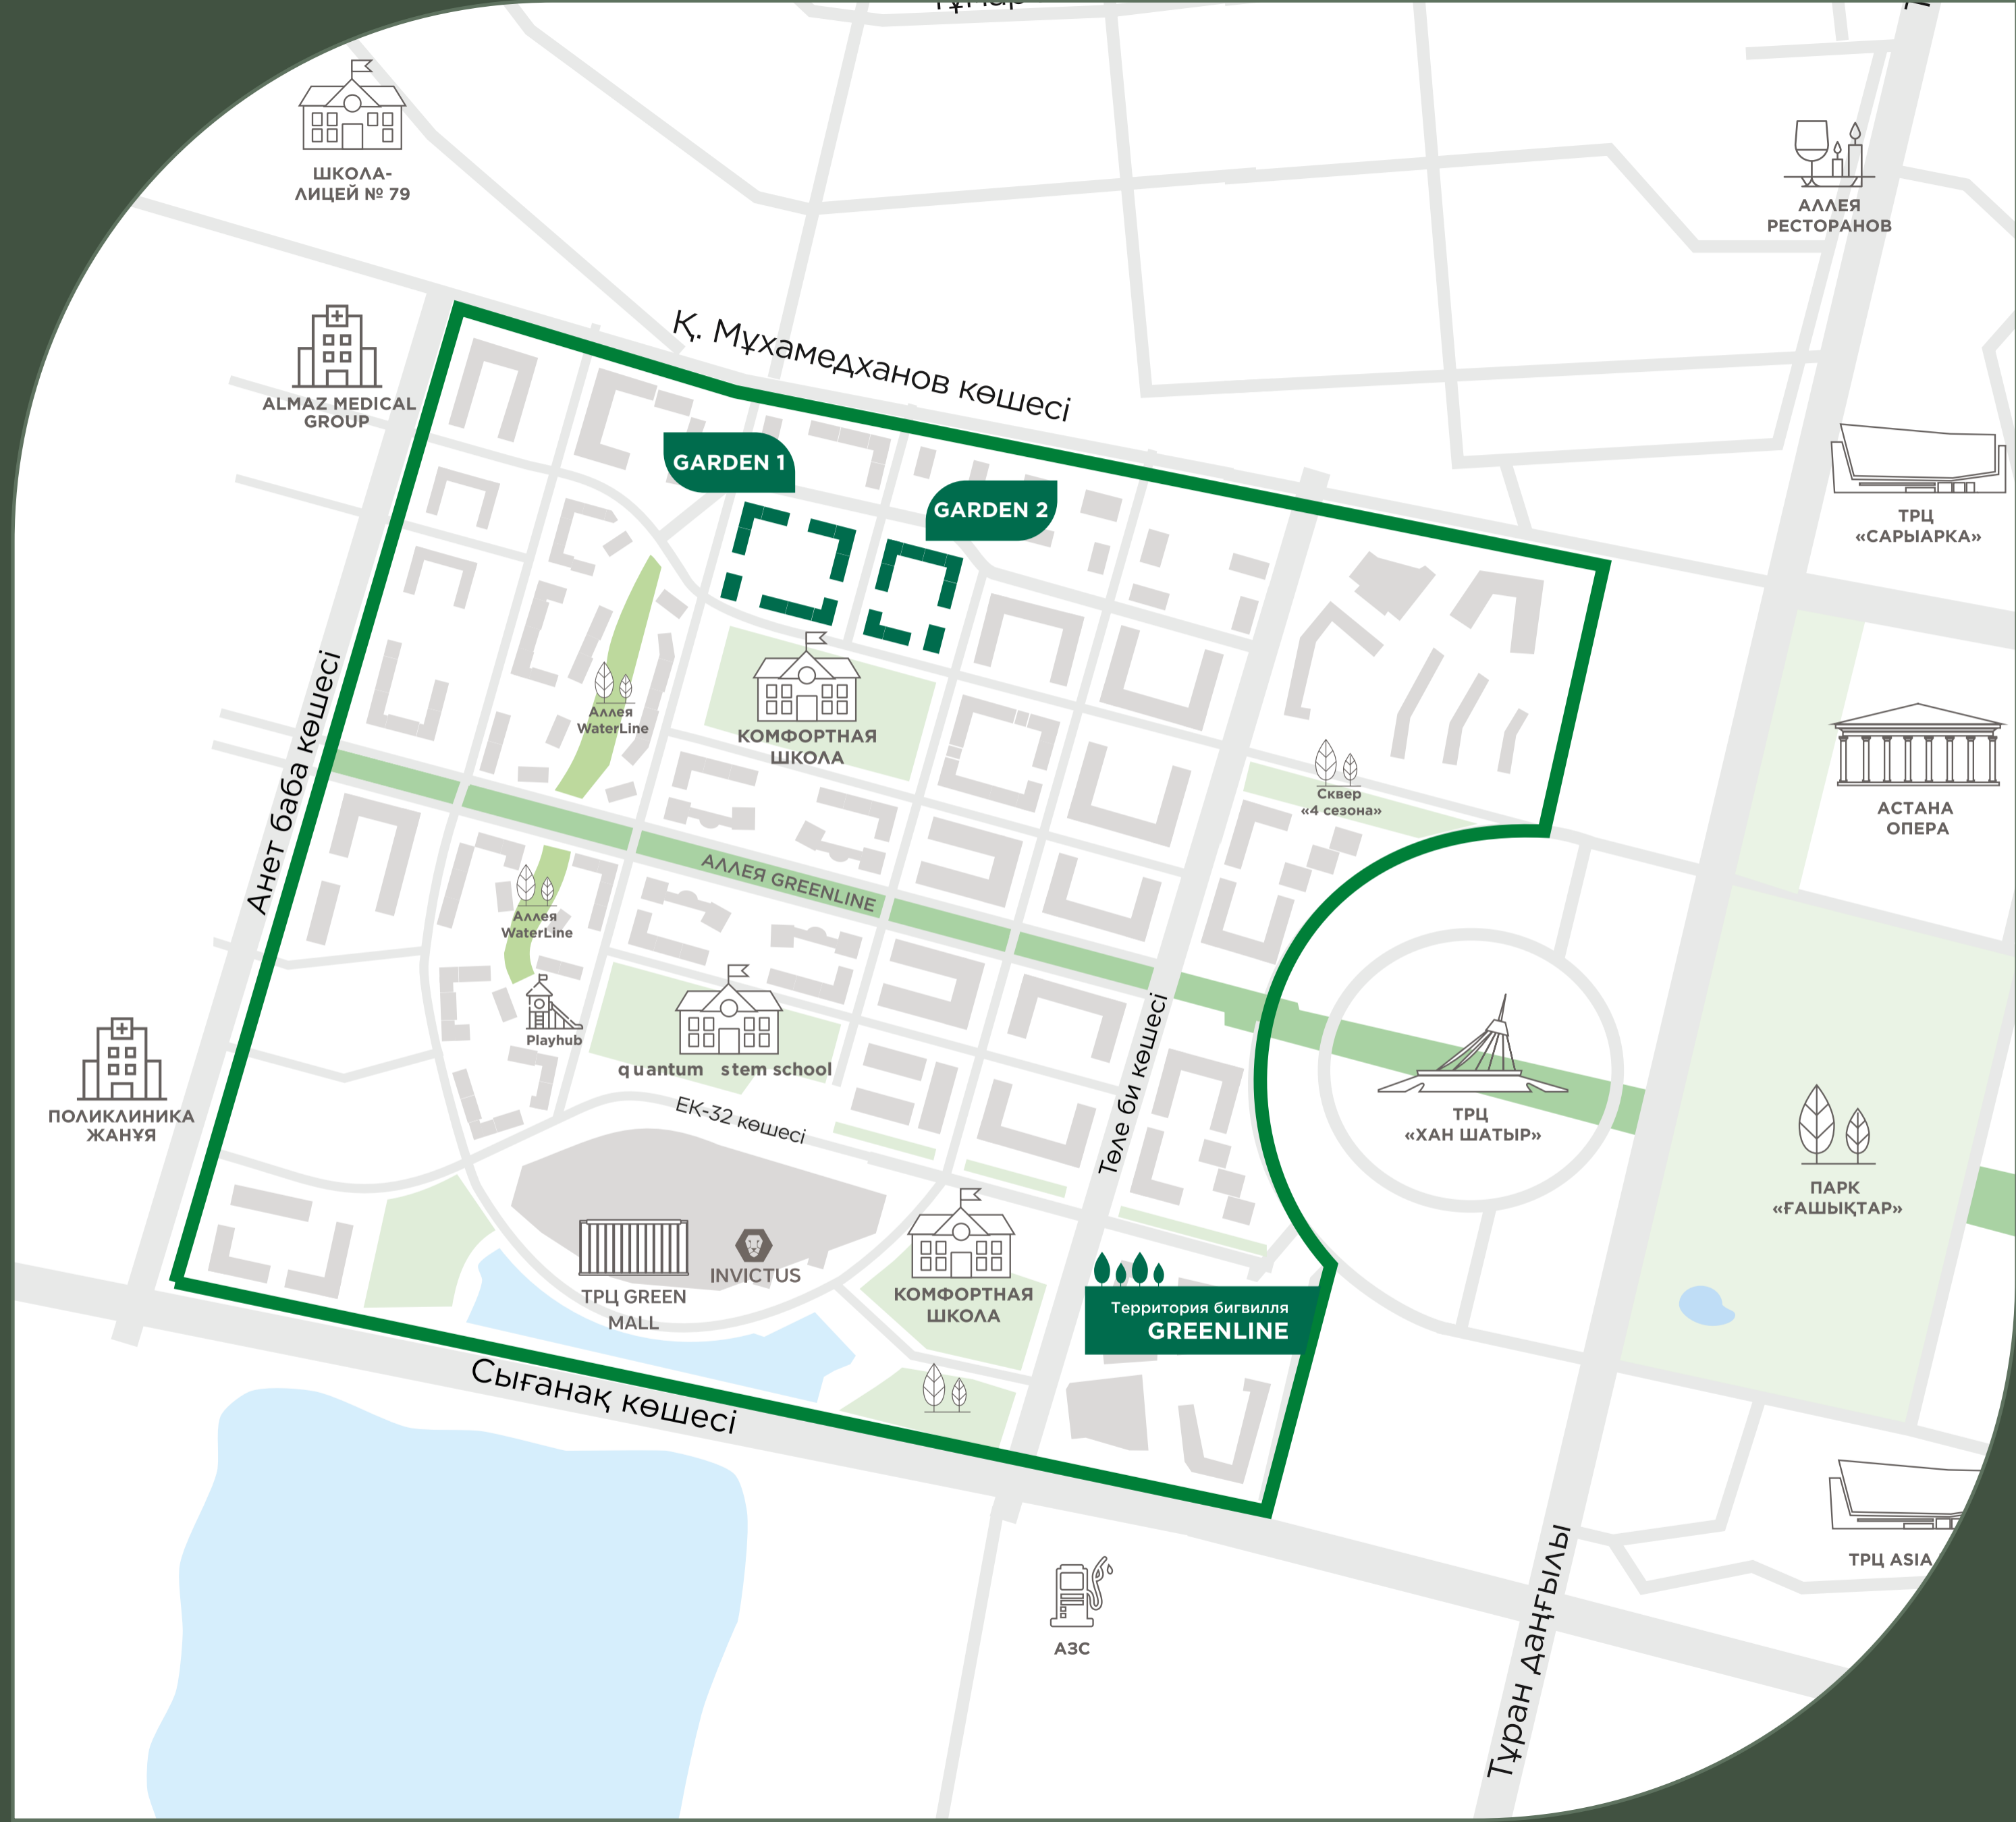 ШКОЛА-
ЛИЦЕЙ № 79
АЛЛЕЯ
РЕСТОРАНОВ
ALMAZ MEDICAL
GROUP
Қ. Мұхамедханов көшесі
GARDEN 1
GARDEN 2
ТРЦ
«САРЫАРКА»
Анет баба көшесі
Аллея
WaterLine
КОМФОРТНАЯ
ШКОЛА
Сквер
«4 сезона»
АСТАНА
ОПЕРА
АЛЛЕЯ GREENLINE
Аллея
WaterLine
Playhub
quantum stem school
Төле би көшесі
ПОЛИКЛИНИКА
ЖАНҰЯ
ЕК-32 көшесі
ТРЦ
«ХАН ШАТЫР»
ПАРК
«ҒАШЫҚТАР»
ТРЦ GREEN
MALL
INVICTUS
КОМФОРТНАЯ
ШКОЛА
Территория бигвилля
GREENLINE
Сығанақ көшесі
Тұран даңғылы
ТРЦ ASIA
АЗС